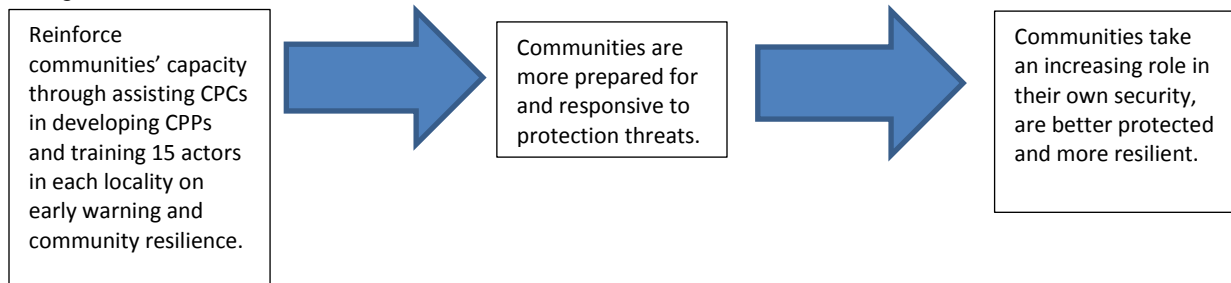 Reinforce
communities’ capacity
through assisting CPCs
in developing CPPs
and training 15 actors
in each locality on
early warning and
community resilience.
Communities are
more prepared for
and responsive to
protection threats.
Communities take
an increasing role in
their own security,
are better protected
and more resilient.